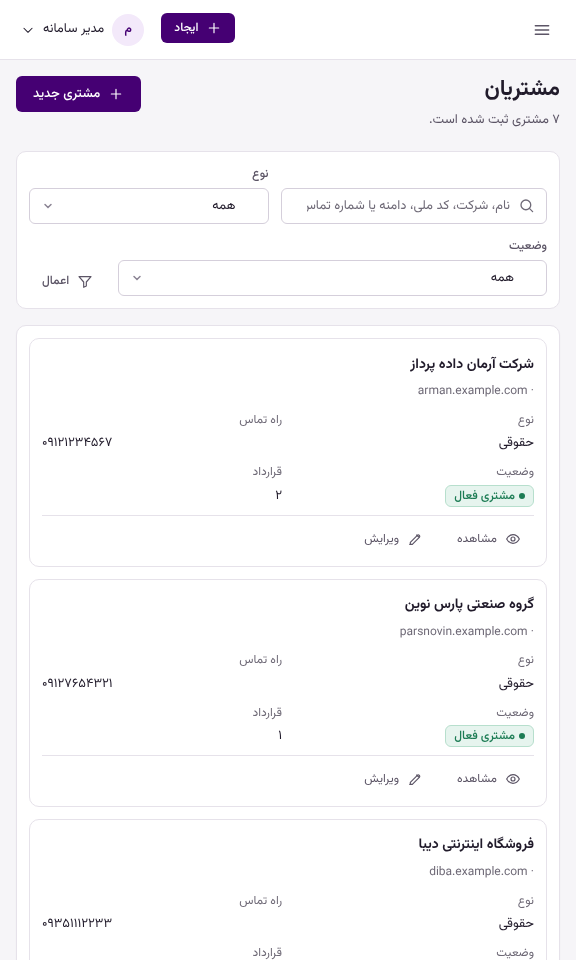 ایجاد
م
مدیر سامانه
مشتریان
۷ مشتری ثبت شده است.
مشتری جدید
نام، شرکت، کد ملی، دامنه یا شماره تماس
نوع
همه
وضعیت
همه
اعمال
شرکت آرمان داده پرداز
· arman.example.com
نوع
راه تماس
حقوقی
۰۹۱۲۱۲۳۴۵۶۷
وضعیت
قرارداد
مشتری فعال
۲
مشاهده
ویرایش
گروه صنعتی پارس نوین
· parsnovin.example.com
نوع
راه تماس
حقوقی
۰۹۱۲۷۶۵۴۳۲۱
وضعیت
قرارداد
مشتری فعال
۱
مشاهده
ویرایش
فروشگاه اینترنتی دیبا
· diba.example.com
نوع
راه تماس
حقوقی
۰۹۳۵۱۱۱۲۲۳۳
وضعیت
قرارداد